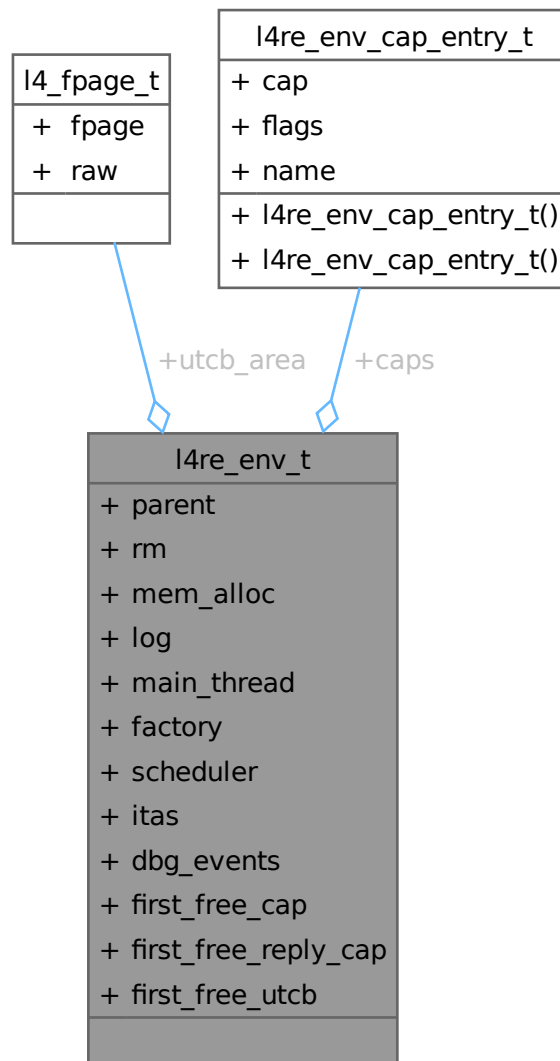 l4re_env_cap_entry_t
+ cap
+ flags
+ name
+ l4re_env_cap_entry_t()
+ l4re_env_cap_entry_t()
l4_fpage_t
+ fpage
+ raw
+utcb_area
+caps
l4re_env_t
+ parent
+ rm
+ mem_alloc
+ log
+ main_thread
+ factory
+ scheduler
+ itas
+ dbg_events
+ first_free_cap
+ first_free_reply_cap
+ first_free_utcb